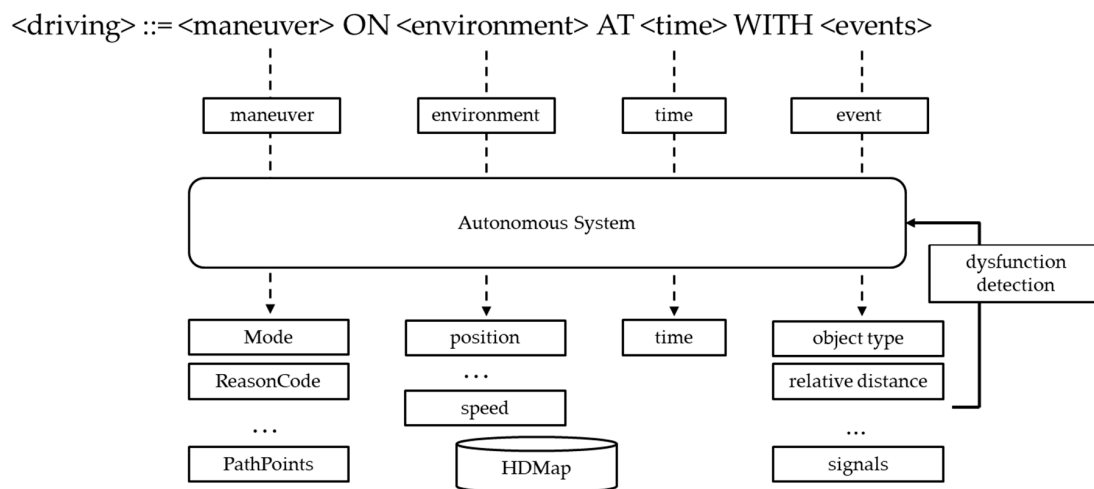 <driving> ::= <maneuver> ON <environment> AT <time> WITH <events>
maneuver
environment
time
event
Autonomous System
dysfunction
detection
Mode
position
time
object type
ReasonCode
...
relative distance
speed
...
...
PathPoints
HDMap
signals